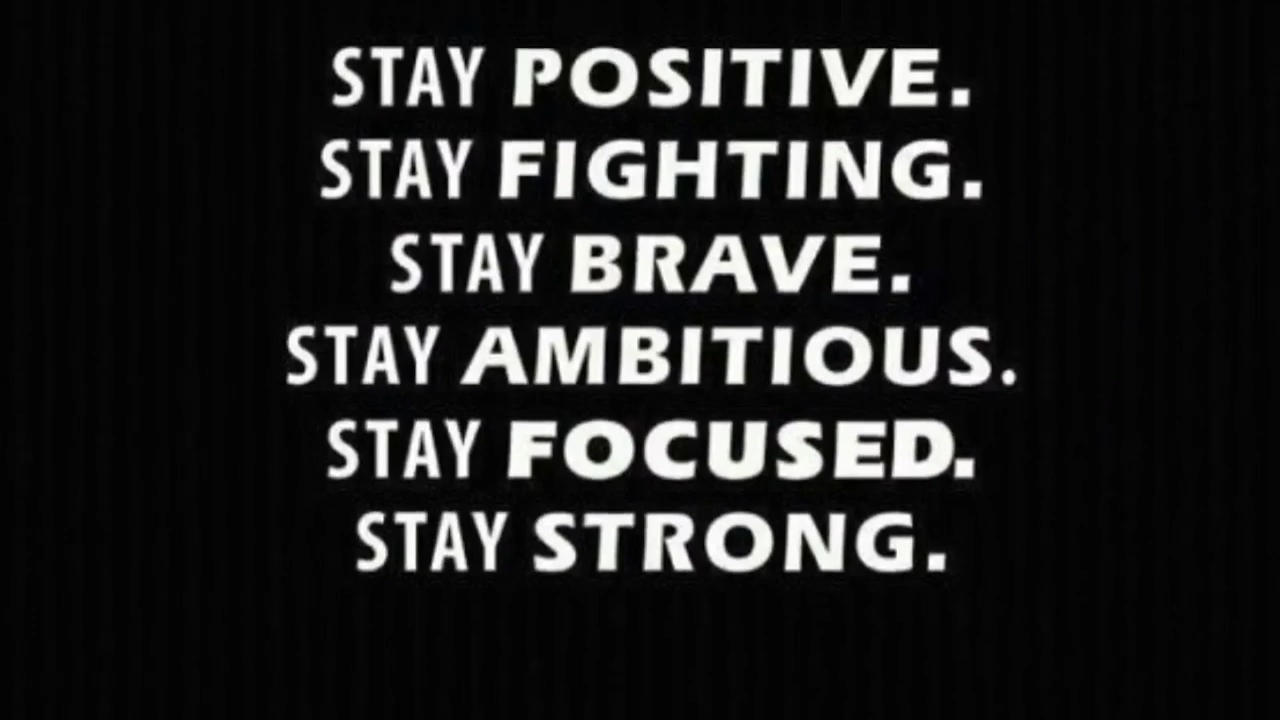 STAY POSITIVE.
STAY FIGHTING.
STAY BRAVE.
STAY AMBITIOUS.
STAY FOCUSED.
STAY STRONG.